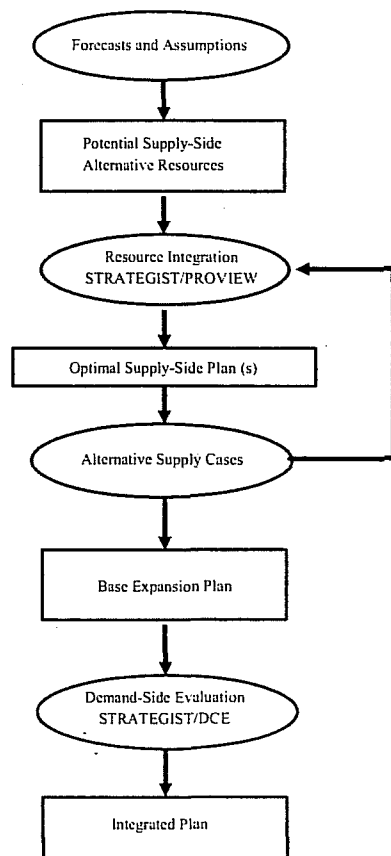 Forecasts and Assumptions
Potential Supply-Side
Alternative Resources
Resource Integration
STRATEGIST/PROVIEW
Optimal Supply-Side Plan (s)
Alternative Supply Cases
Base Expansion Plan
Demand-Side Evaluation
STRATEGIST/DCE
Integrated Plan